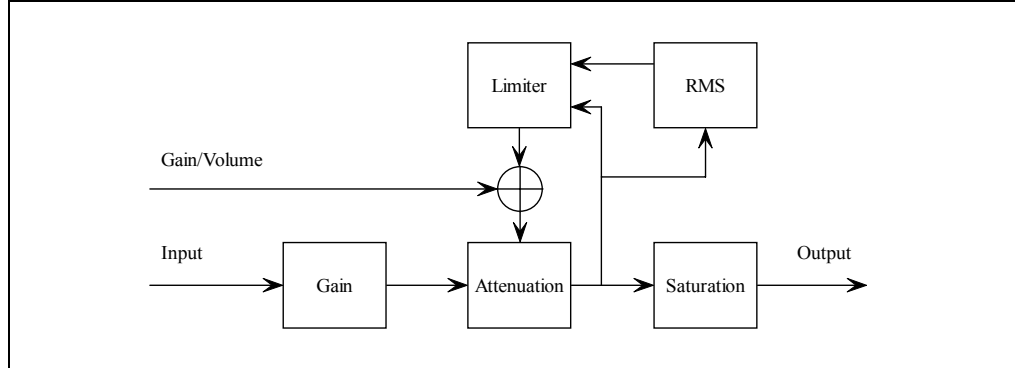 Limiter
RMS
Gain/Volume
Input
Gain
Attenuation
Saturation
Output